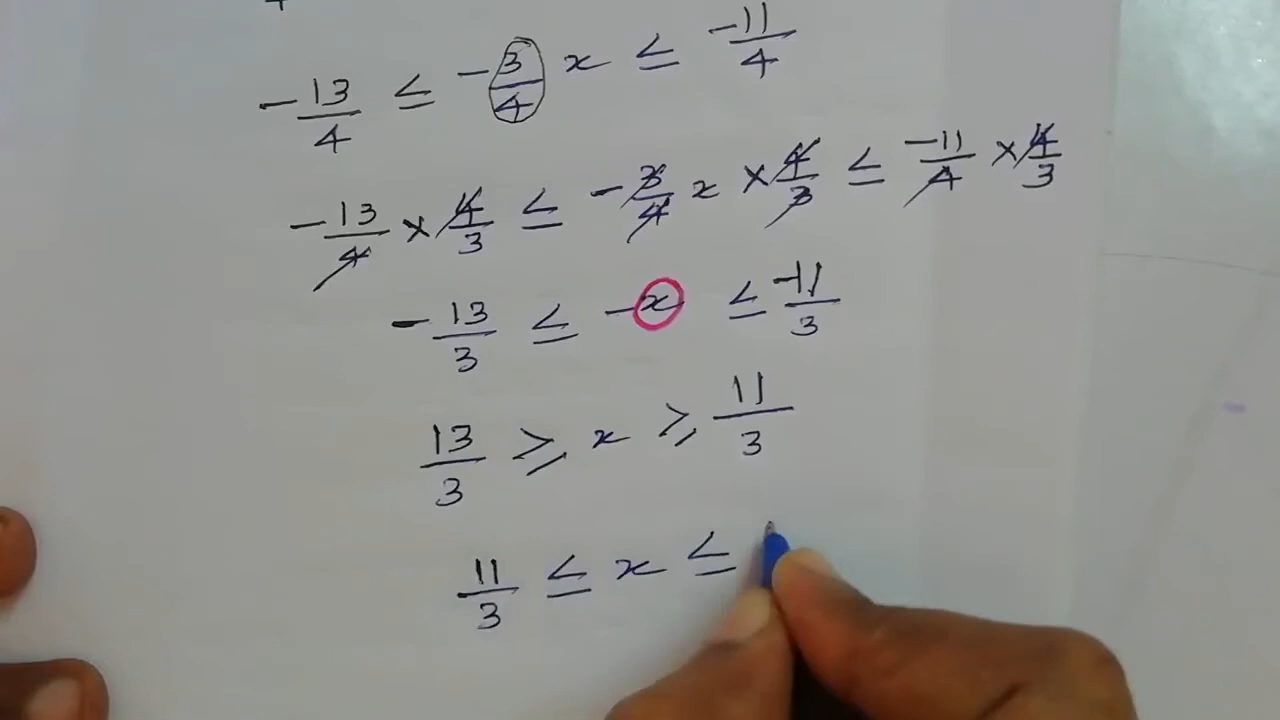 -13/4 ≤ -3/4 x ≤ -11/4
-13/4 × 4/3 ≤ -3/4 x × 4/3 ≤ -11/4 × 4/3
-13/3 ≤ -x ≤ -11/3
13/3 ≥ x ≥ 11/3
11/3 ≤ x ≤